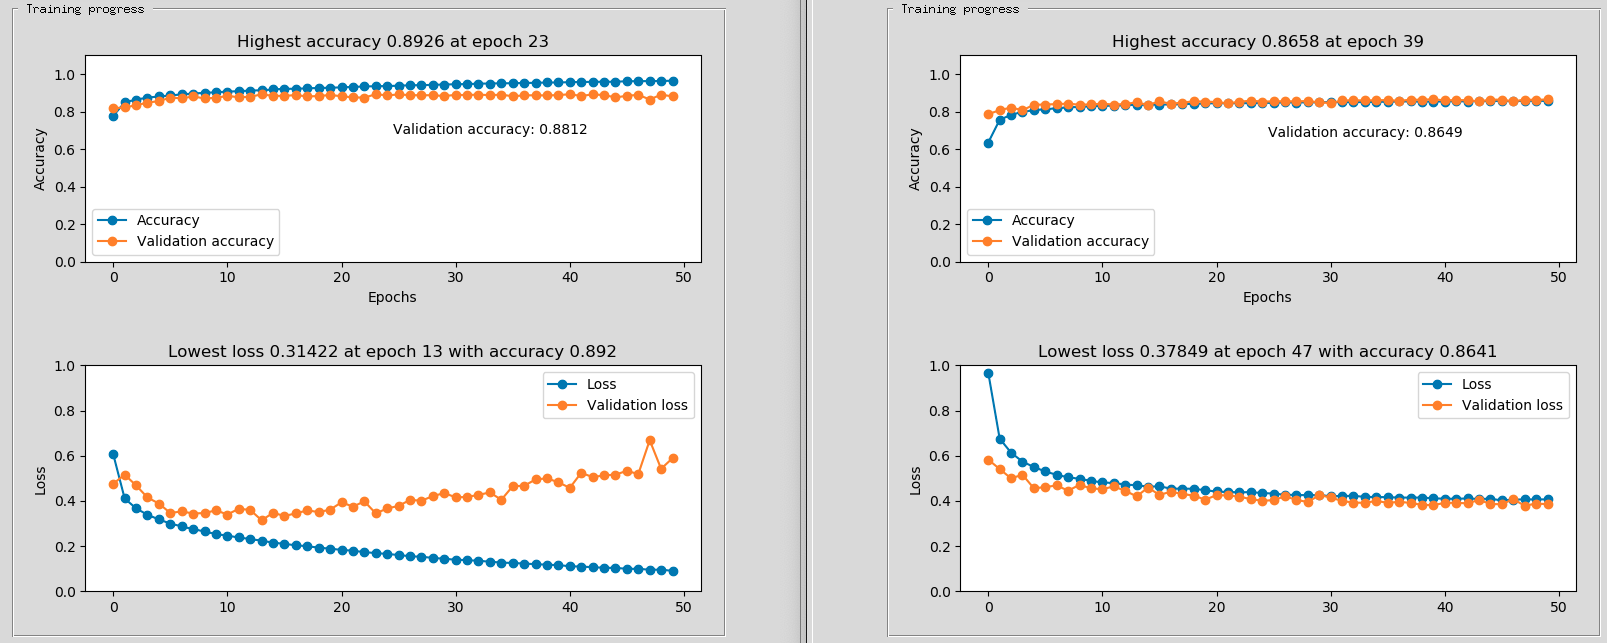 Training progress
Highest accuracy 0.8926 at epoch 23
1.0
0.8
0.6
0.4
0.2
0.0
Accuracy
Validation accuracy: 0.8812
Accuracy
Validation accuracy
0 10 20 30 40 50
Epochs
Lowest loss 0.31422 at epoch 13 with accuracy 0.892
1.0
0.8
0.6
0.4
0.2
0.0
Loss
Loss
Validation loss
0 10 20 30 40 50
Training progress
Highest accuracy 0.8658 at epoch 39
1.0
0.8
0.6
0.4
0.2
0.0
Accuracy
Validation accuracy: 0.8649
Accuracy
Validation accuracy
0 10 20 30 40 50
Epochs
Lowest loss 0.37849 at epoch 47 with accuracy 0.8641
1.0
0.8
0.6
0.4
0.2
0.0
Loss
Loss
Validation loss
0 10 20 30 40 50